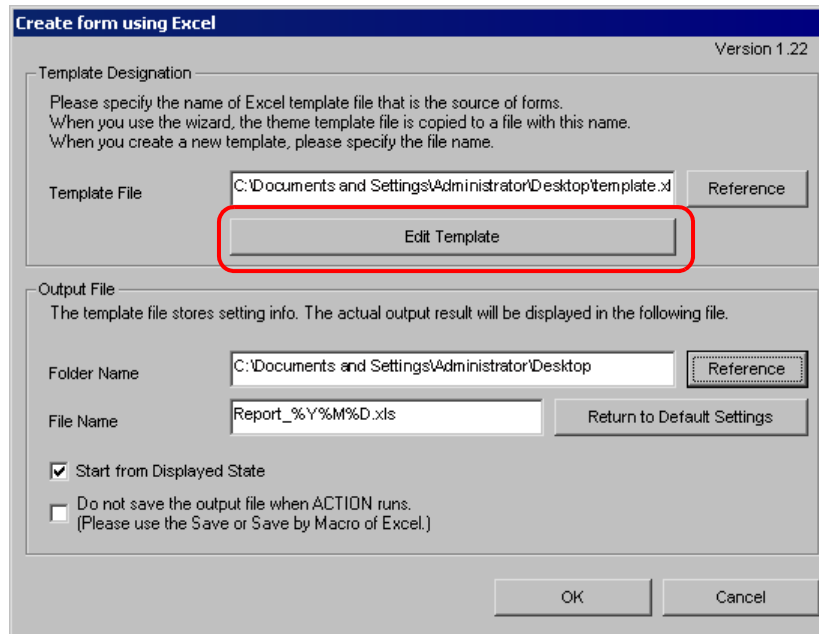 Create form using Excel
Version 1.22
Template Designation
Please specify the name of Excel template file that is the source of forms.
When you use the wizard, the theme template file is copied to a file with this name.
When you create a new template, please specify the file name.
Template File
C:\Documents and Settings\Administrator\Desktop\template.xl
Reference
Edit Template
Output File
The template file stores setting info. The actual output result will be displayed in the following file.
Folder Name
C:\Documents and Settings\Administrator\Desktop
Reference
File Name
Report_%Y%M%D.xls
Return to Default Settings
Start from Displayed State
Do not save the output file when ACTION runs.
(Please use the Save or Save by Macro of Excel.)
OK
Cancel